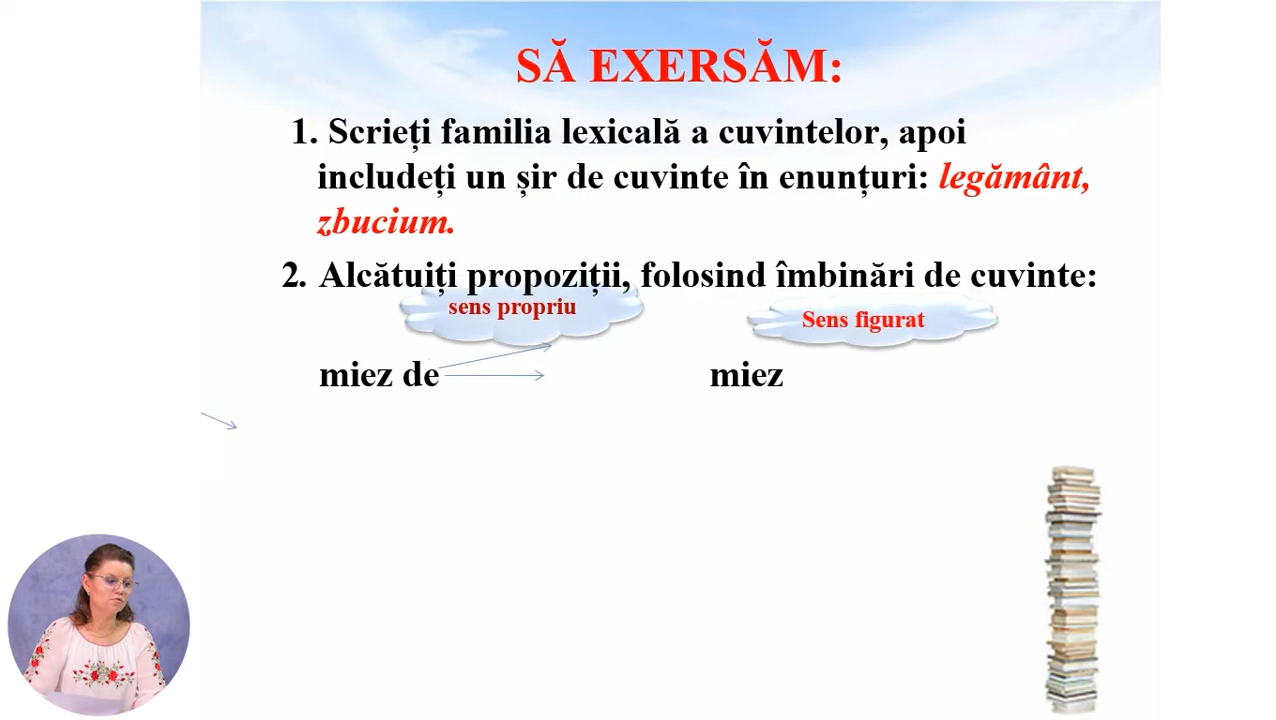 SĂ EXERSĂM:
1. Scrieți familia lexicală a cuvintelor, apoi
includeți un șir de cuvinte în enunțuri: legământ,
zbucium.
2. Alcătuiți propoziții, folosind îmbinări de cuvinte:
sens propriu
Sens figurat
miez de
miez